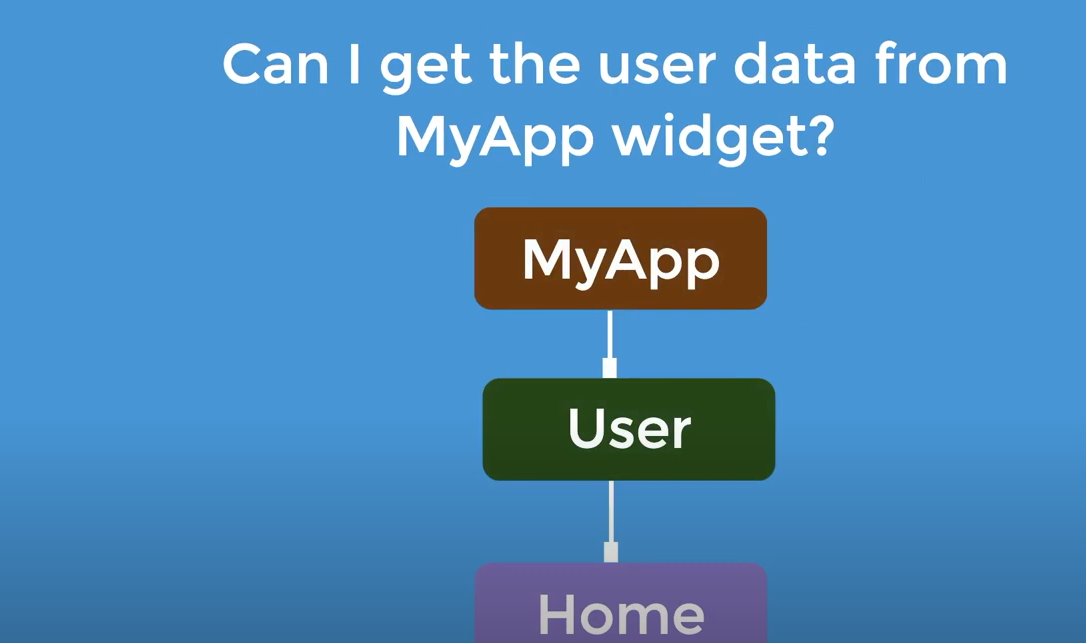 Can I get the user data from
MyApp widget?
MyApp
User
Home